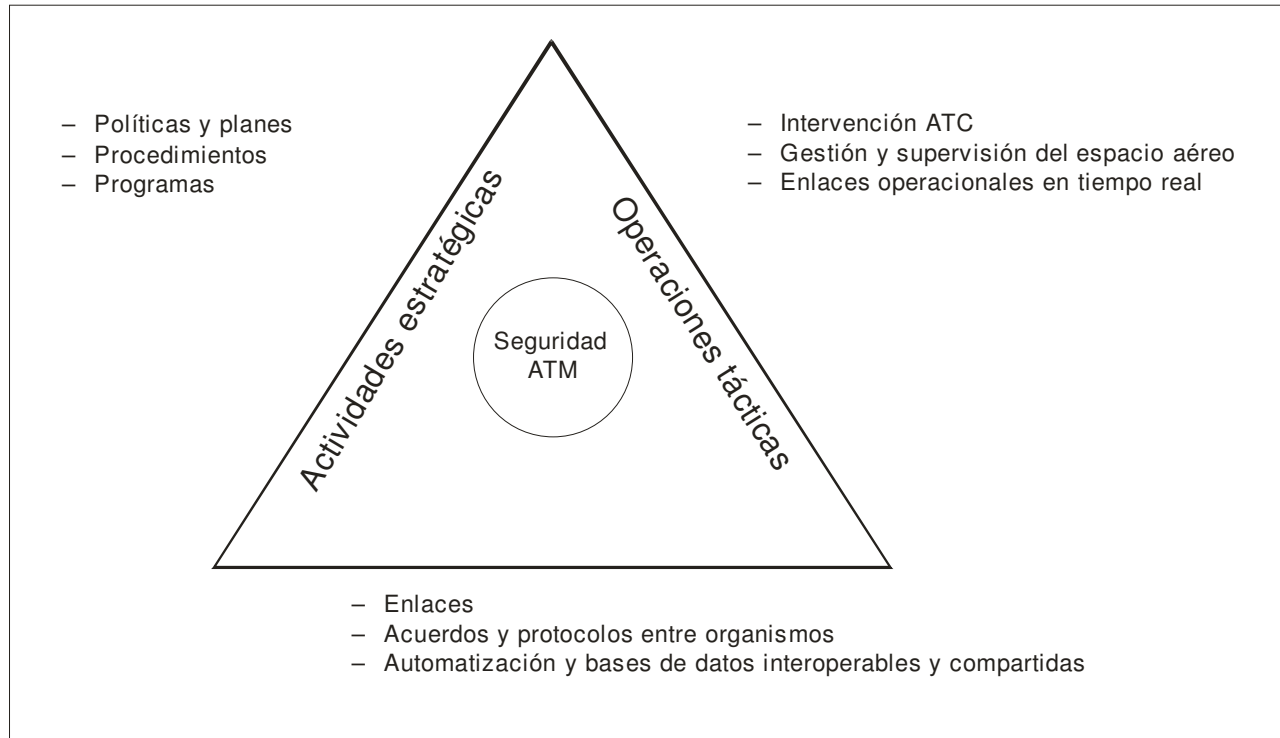 – Políticas y planes
– Procedimientos
– Programas
– Intervención ATC
– Gestión y supervisión del espacio aéreo
– Enlaces operacionales en tiempo real
Actividades estratégicas
Operaciones tácticas
Seguridad
ATM
– Enlaces
– Acuerdos y protocolos entre organismos
– Automatización y bases de datos interoperables y compartidas